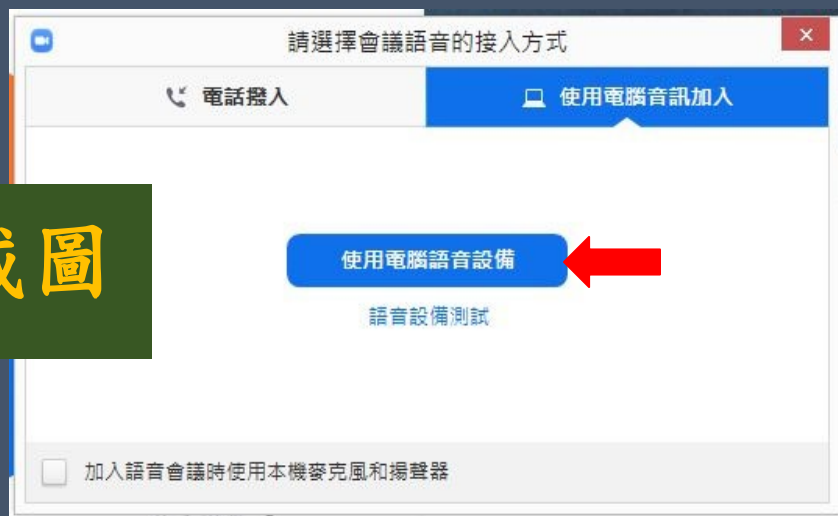 請選擇會議語音的接入方式
電話撥入
使用電腦音訊加入
截圖
使用電腦語音設備
語音設備測試
加入語音會議時使用本機麥克風和揚聲器